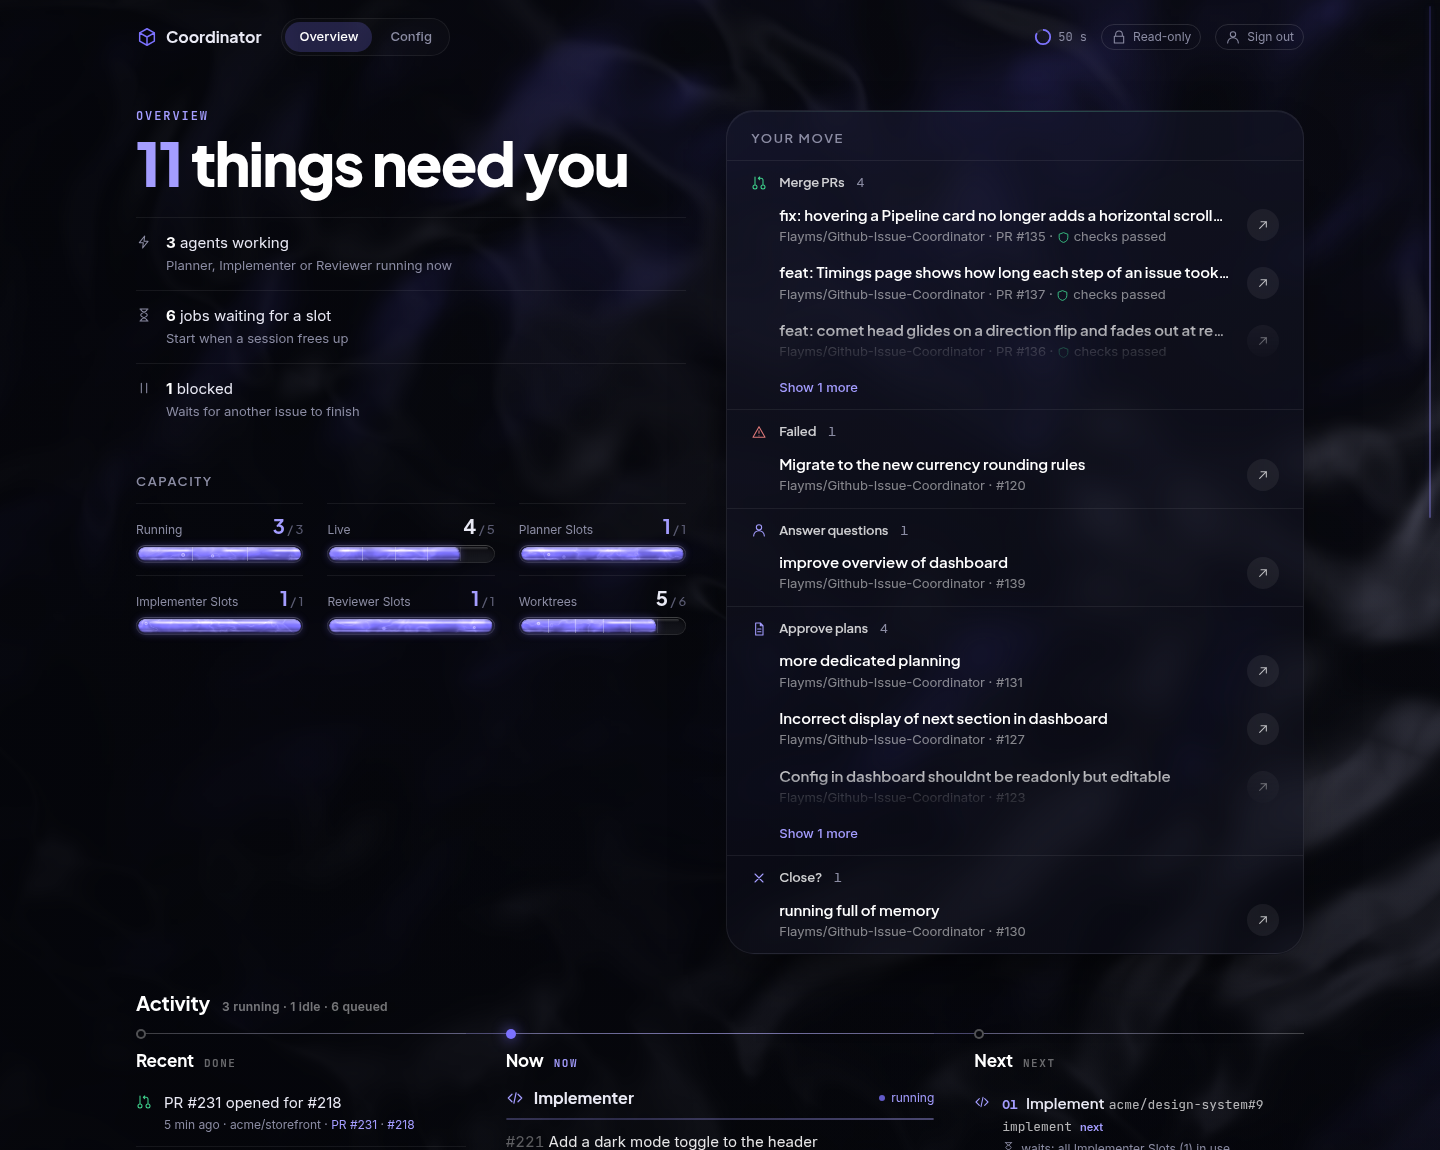 Coordinator
Overview
Config
50 s
Read-only
Sign out
OVERVIEW
11 things need you
3 agents working
Planner, Implementer or Reviewer running now
6 jobs waiting for a slot
Start when a session frees up
1 blocked
Waits for another issue to finish
CAPACITY
Running 3 / 3
Live 4 / 5
Planner Slots 1 / 1
Implementer Slots 1 / 1
Reviewer Slots 1 / 1
Worktrees 5 / 6
YOUR MOVE
Merge PRs 4
fix: hovering a Pipeline card no longer adds a horizontal scroll…
Flayms/Github-Issue-Coordinator · PR #135 · checks passed
feat: Timings page shows how long each step of an issue took…
Flayms/Github-Issue-Coordinator · PR #137 · checks passed
feat: comet head glides on a direction flip and fades out at re…
Flayms/Github-Issue-Coordinator · PR #136 · checks passed
Show 1 more
Failed 1
Migrate to the new currency rounding rules
Flayms/Github-Issue-Coordinator · #120
Answer questions 1
improve overview of dashboard
Flayms/Github-Issue-Coordinator · #139
Approve plans 4
more dedicated planning
Flayms/Github-Issue-Coordinator · #131
Incorrect display of next section in dashboard
Flayms/Github-Issue-Coordinator · #127
Config in dashboard shouldnt be readonly but editable
Flayms/Github-Issue-Coordinator · #123
Show 1 more
Close? 1
running full of memory
Flayms/Github-Issue-Coordinator · #130
Activity 3 running · 1 idle · 6 queued
Recent DONE
PR #231 opened for #218
5 min ago · acme/storefront · PR #231 · #218
Now NOW
Implementer running
#221 Add a dark mode toggle to the header
Next NEXT
01 Implement acme/design-system#9
implement next
waits: all Implementer Slots (1) in use